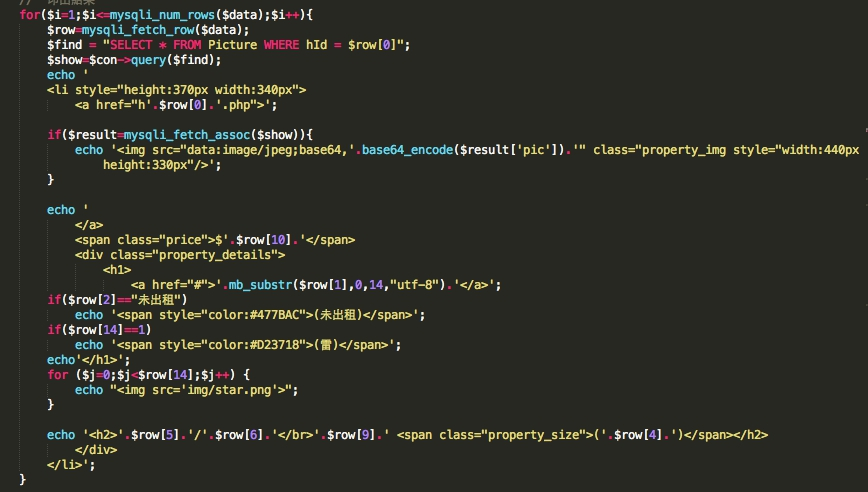 // 印出結果
for($i=1;$i<=mysqli_num_rows($data);$i++){
    $row=mysqli_fetch_row($data);
    $find = "SELECT * FROM Picture WHERE hId = $row[0]";
    $show=$con->query($find);
    echo '
    <li style="height:370px width:340px">
        <a href="h'.$row[0].'.php">';
    if($result=mysqli_fetch_assoc($show)){
        echo '<img src="data:image/jpeg;base64,'.base64_encode($result['pic']).'" class="property_img style="width:440px
            height:330px"/>';
    }
    echo '
        </a>
        <span class="price">$'.$row[10].'</span>
        <div class="property_details">
            <h1>
                <a href="#">'.mb_substr($row[1],0,14,"utf-8").'</a>';
    if($row[2]=="未出租")
        echo '<span style="color:#477BAC">(未出租)</span>';
    if($row[14]==1)
        echo '<span style="color:#D23718">(雷)</span>';
    echo'</h1>';
    for ($j=0;$j<$row[14];$j++) {
        echo "<img src='img/star.png'>";
    }
    echo '<h2>'.$row[5].'/'.$row[6].'</br>'.$row[9].' <span class="property_size">('.$row[4].')</span></h2>
        </div>
    </li>';
}